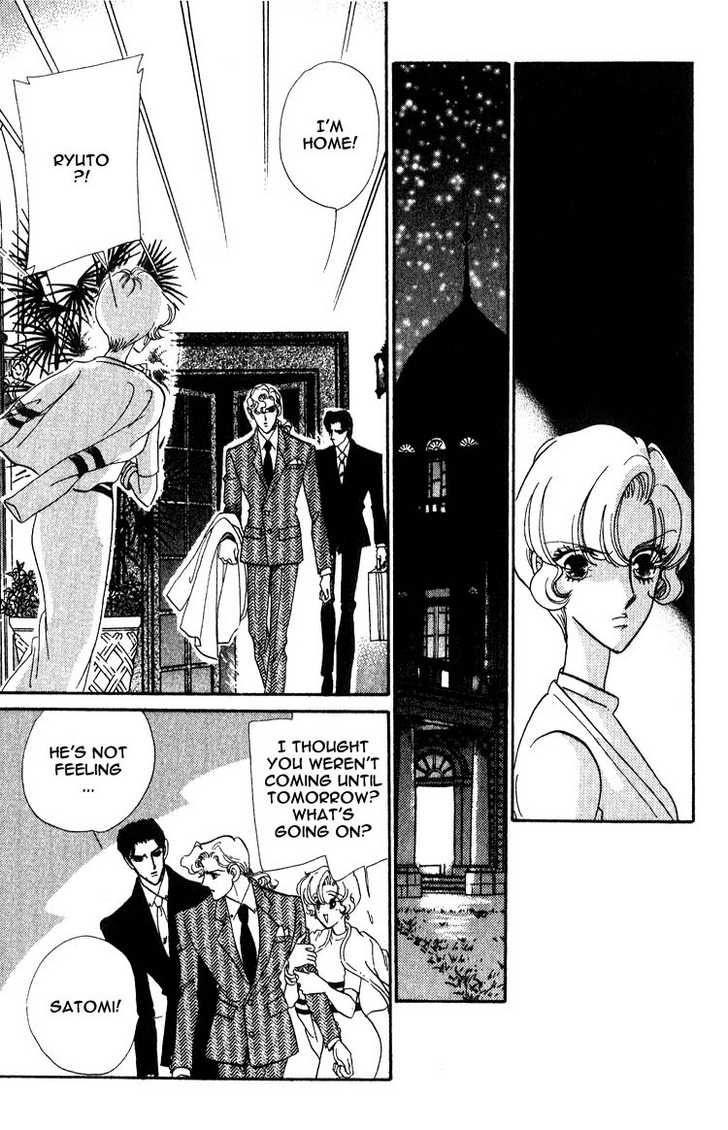 I'M
HOME!
RYUTO
?!
I THOUGHT
YOU WEREN'T
COMING UNTIL
TOMORROW?
WHAT'S
GOING ON?
HE'S NOT
FEELING
...
SATOMI!